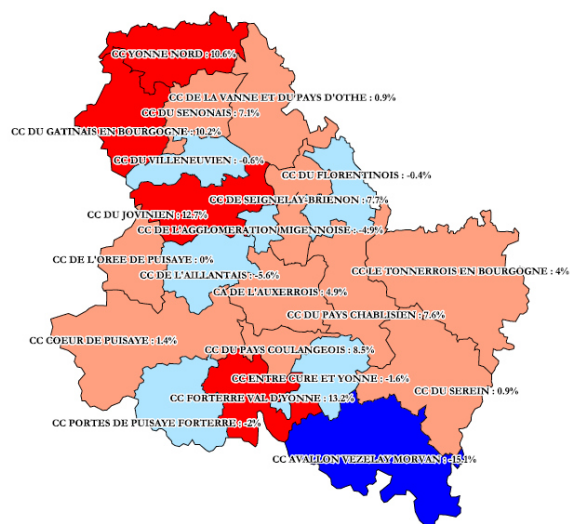 CC YONNE NORD : 10.6%
CC DE LA VANNE ET DU PAYS D'OTHE : 0.9%
CC DU SENONAIS : 7.1%
CC DU GATINAIS EN BOURGOGNE : 10.2%
CC DU VILLENEUVIEN : -0.6%
CC DU FLORENTINOIS : -0.4%
CC DE SEIGNELAY-BRIENON : 7.7%
CC DU JOVINIEN : 12.7%
CC DE L'AGGLOMERATION MIGENNOISE : -4.9%
CC DE L'OREE DE PUISAYE : 0%
CC LE TONNERROIS EN BOURGOGNE : 4%
CC DE L'AILLANTAIS : -5.6%
CA DE L'AUXERROIS : 4.9%
CC DU PAYS CHABLISIEN : 7.6%
CC COEUR DE PUISAYE : 1.4%
CC DU PAYS COULANGEOIS : 8.5%
CC ENTRE CURE ET YONNE : -1.6%
CC DU SEREIN : 0.9%
CC FORTERRE VAL D'YONNE : 13.2%
CC PORTES DE PUISAYE FORTERRE : -2%
CC AVALLON VEZELAY MORVAN : -15.1%